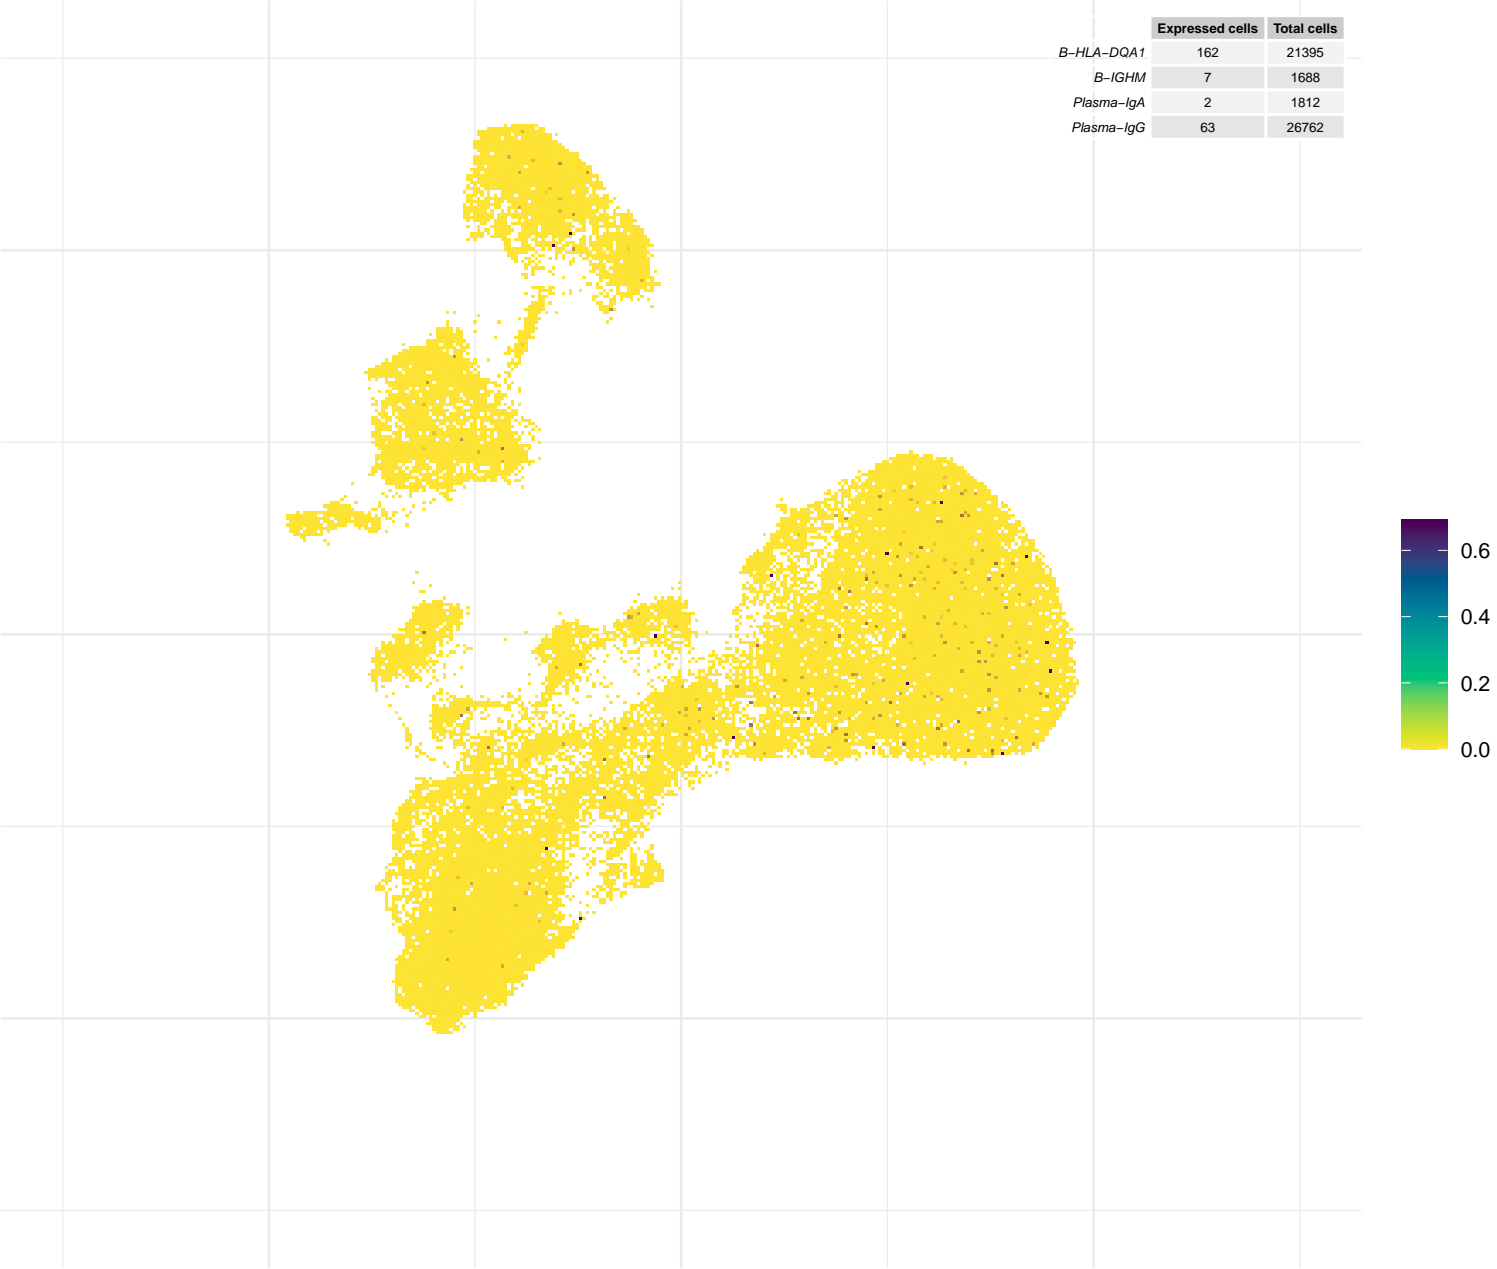 Expressed cells Total cells
B−HLA−DQA1 162 21395
B−IGHM 7 1688
Plasma−IgA 2 1812
Plasma−IgG 63 26762
0.6
0.4
0.2
0.0